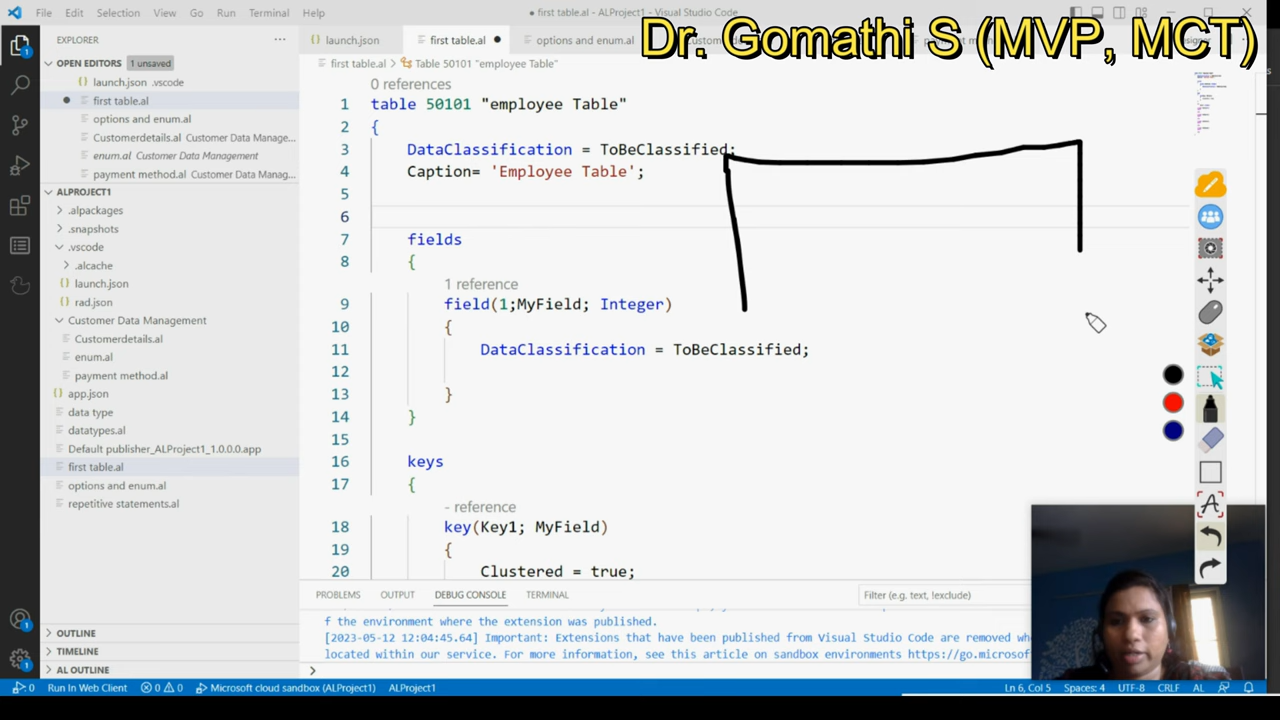 File Edit Selection View Go Run Terminal Help
• first table.al - ALProject1 - Visual Studio Code
Dr. Gomathi S (MVP, MCT)
EXPLORER
OPEN EDITORS 1 unsaved
launch.json .vscode
first table.al
options and enum.al
Customerdetails.al Customer Data Manage...
enum.al Customer Data Management
payment method.al Customer Data Manag...
ALPROJECT1
.alpackages
.snapshots
.vscode
.alcache
launch.json
rad.json
Customer Data Management
Customerdetails.al
enum.al
payment method.al
app.json
data type
datatypes.al
Default publisher_ALProject1_1.0.0.0.app
first table.al
options and enum.al
repetitive statements.al
OUTLINE
TIMELINE
AL OUTLINE
launch.json first table.al options and enum.al
first table.al > Table 50101 "employee Table"
0 references
1 table 50101 "employee Table"
2 {
3 DataClassification = ToBeClassified;
4 Caption= 'Employee Table';
5
6
7 fields
8 {
1 reference
9 field(1;MyField; Integer)
10 {
11 DataClassification = ToBeClassified;
12
13 }
14 }
15
16 keys
17 {
- reference
18 key(Key1; MyField)
19 {
20 Clustered = true;
PROBLEMS OUTPUT DEBUG CONSOLE TERMINAL
Filter (e.g. text, !exclude)
f the environment where the extension was published.
[2023-05-12 12:04:45.64] Important: Extensions that have been published from Visual Studio Code are removed
located within our service. For more information, see this article on sandbox environments https://go.microsof
0 Run In Web Client 0 0 Microsoft cloud sandbox (ALProject1) ALProject1
Ln 6, Col 5 Spaces: 4 UTF-8 CRLF AL